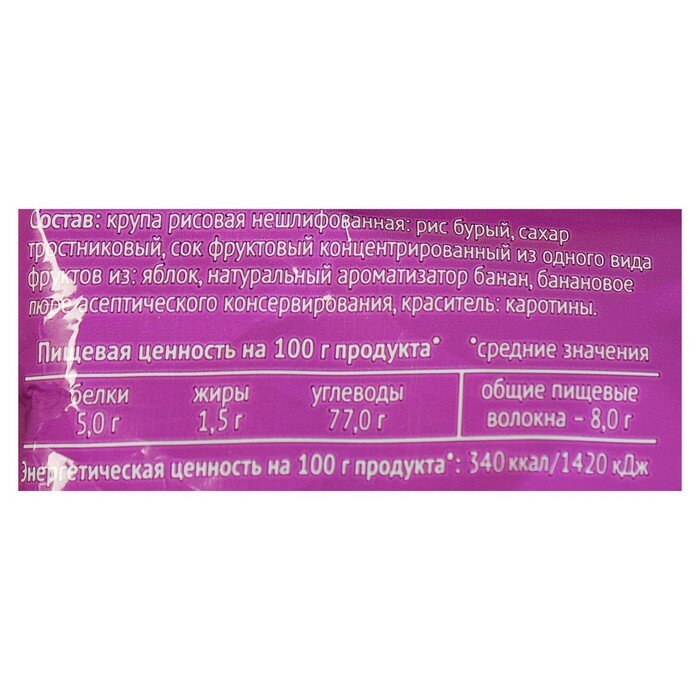 Состав: крупа рисовая нешлифованная: рис бурый, сахар
тростниковый, сок фруктовый концентрированный из одного вида
фруктов из: яблок, натуральный ароматизатор банан, банановое
пюре асептического консервирования, краситель: каротины.
Пищевая ценность на 100 г продукта* *средние значения
белки жиры углеводы общие пищевые
5,0 г 1,5 г 77,0 г волокна – 8,0 г
Энергетическая ценность на 100 г продукта*: 340 ккал/1420 кДж